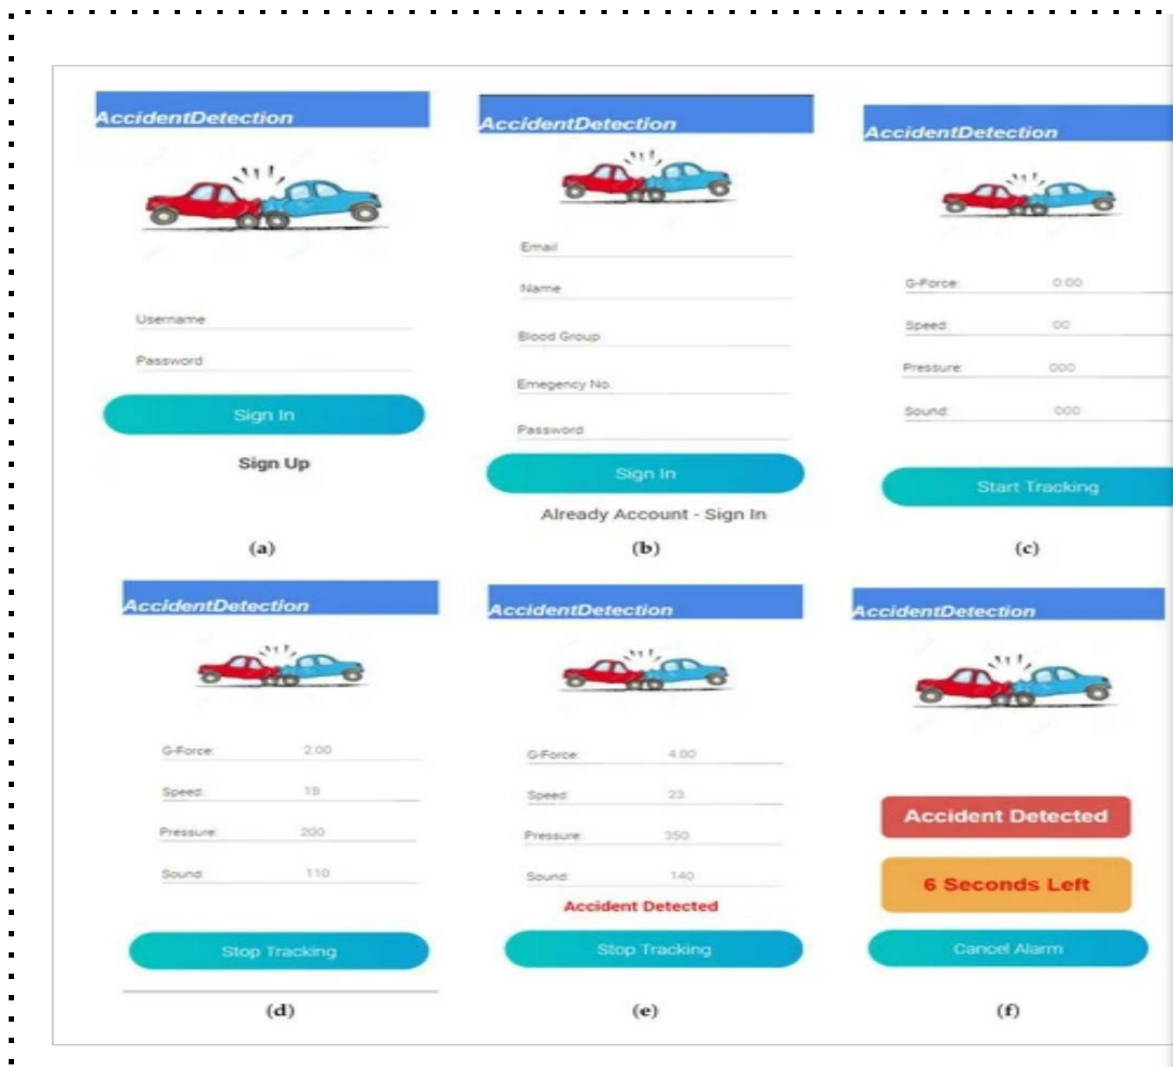 AccidentDetection
Username
Password
Sign In
Sign Up
(a)
AccidentDetection
Email
Name
Blood Group
Emegency No.
Password
Sign In
Already Account - Sign In
(b)
AccidentDetection
G-Force: 0.00
Speed: 00
Pressure: 000
Sound: 000
Start Tracking
(c)
AccidentDetection
G-Force: 2.00
Speed: 18
Pressure: 200
Sound: 110
Stop Tracking
(d)
AccidentDetection
G-Force: 4.00
Speed: 23
Pressure: 350
Sound: 140
Accident Detected
Stop Tracking
(e)
AccidentDetection
Accident Detected
6 Seconds Left
Cancel Alarm
(f)